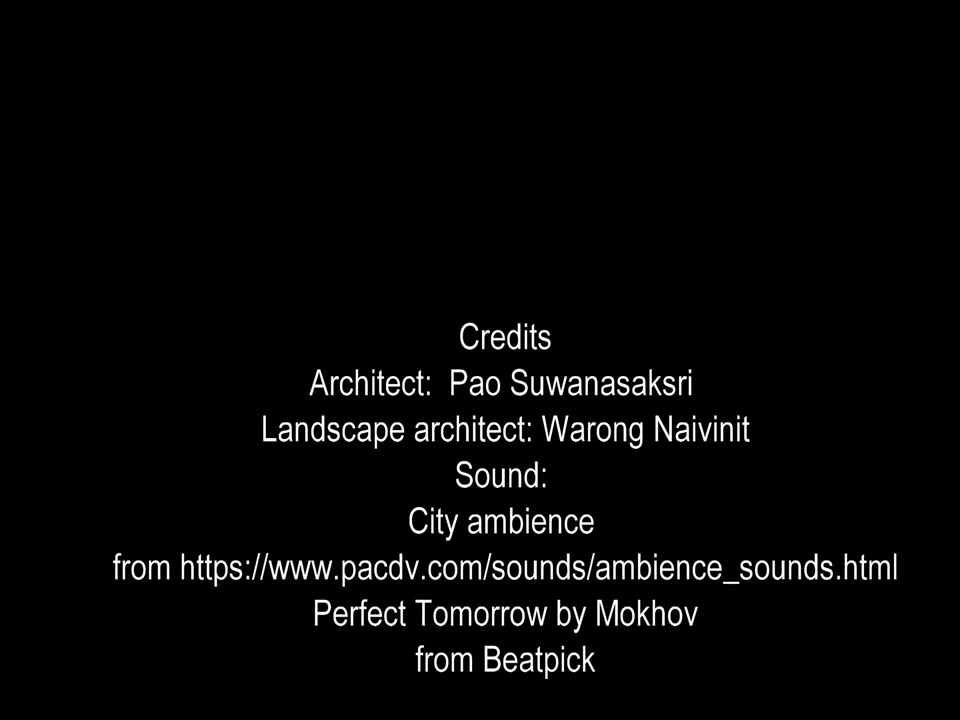 Credits
Architect:  Pao Suwanasaksri
Landscape architect: Warong Naivinit
Sound:
City ambience
from https://www.pacdv.com/sounds/ambience_sounds.html
Perfect Tomorrow by Mokhov
from Beatpick